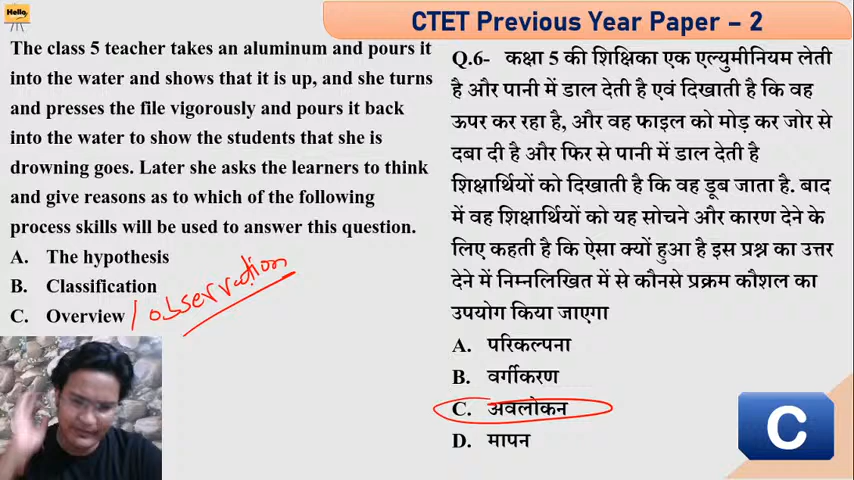 Hello,
CTET Previous Year Paper – 2
The class 5 teacher takes an aluminum and pours it
into the water and shows that it is up, and she turns
and presses the file vigorously and pours it back
into the water to show the students that she is
drowning goes. Later she asks the learners to think
and give reasons as to which of the following
process skills will be used to answer this question.
A. The hypothesis
B. Classification
C. Overview / observation
Q.6- कक्षा 5 की शिक्षिका एक एल्युमीनियम लेती
है और पानी में डाल देती है एवं दिखाती है कि वह
ऊपर कर रहा है, और वह फाइल को मोड़ कर जोर से
दबा दी है और फिर से पानी में डाल देती है
शिक्षार्थियों को दिखाती है कि वह डूब जाता है. बाद
में वह शिक्षार्थियों को यह सोचने और कारण देने के
लिए कहती है कि ऐसा क्यों हुआ है इस प्रश्न का उत्तर
देने में निम्नलिखित में से कौनसे प्रक्रम कौशल का
उपयोग किया जाएगा
A. परिकल्पना
B. वर्गीकरण
C. अवलोकन
D. मापन
C